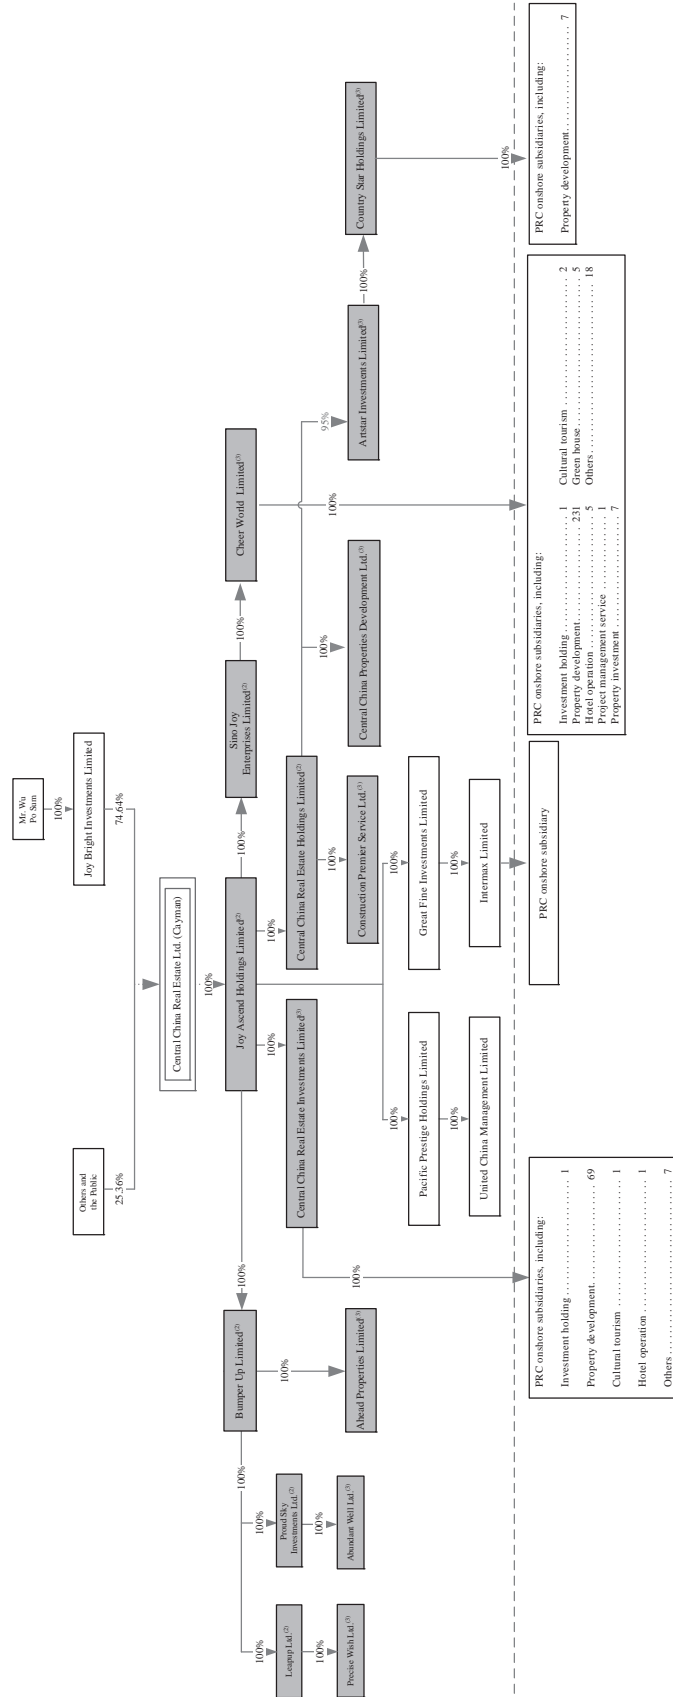 Mr. Wu
Po Sum
100%
Others and
the Public
25.36%
Joy Bright Investments Limited
74.64%
Central China Real Estate Ltd. (Cayman)
100%
Joy Ascend Holdings Limited(2)
100%
100%
100%
100%
Bumper Up Limited(2)
Sino Joy
Enterprises Limited(2)
100%
Cheer World Limited(3)
100%
100%
100%
100%
Leapup Ltd.(2)
100%
Precise Wish Ltd.(3)
100%
Proud Sky
Investments Ltd.(2)
100%
Abundant Well Ltd.(3)
Ahead Properties Limited(3)
Central China Real Estate Investments Limited(3)
100%
Central China Real Estate Holdings Limited(2)
100%
100%
95%
Construction Premier Service Ltd.(3)
Central China Properties Development Ltd.(3)
Artstar Investments Limited(3)
100%
Country Star Holdings Limited(3)
100%
100%
100%
Pacific Prestige Holdings Limited
100%
United China Management Limited
Great Fine Investments Limited
100%
Intermax Limited
PRC onshore subsidiaries, including:
Investment holding 1
Property development 69
Cultural tourism 1
Hotel operation 1
Others 7
PRC onshore subsidiary
PRC onshore subsidiaries, including:
Investment holding 1
Property development 231
Hotel operation 5
Project management service 1
Property investment 7
Cultural tourism 2
Green house 5
Others 18
PRC onshore subsidiaries, including:
Property development 7